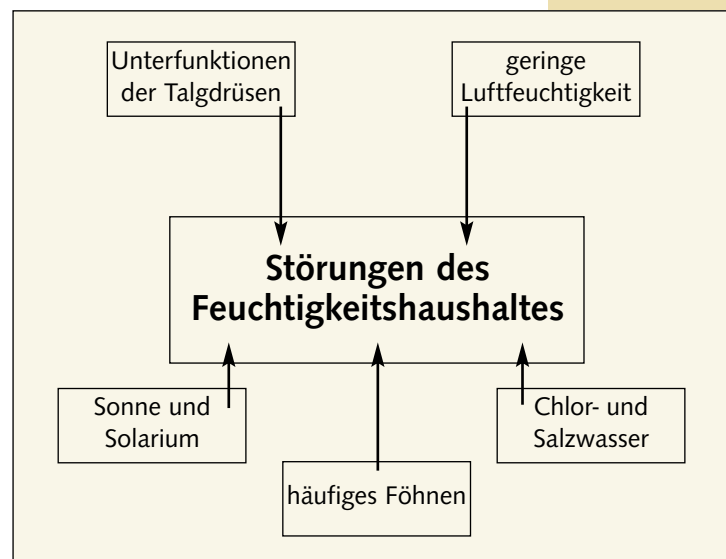 Unterfunktionen
der Talgdrüsen
geringe
Luftfeuchtigkeit
Störungen des
Feuchtigkeitshaushaltes
Sonne und
Solarium
häufiges Föhnen
Chlor- und
Salzwasser